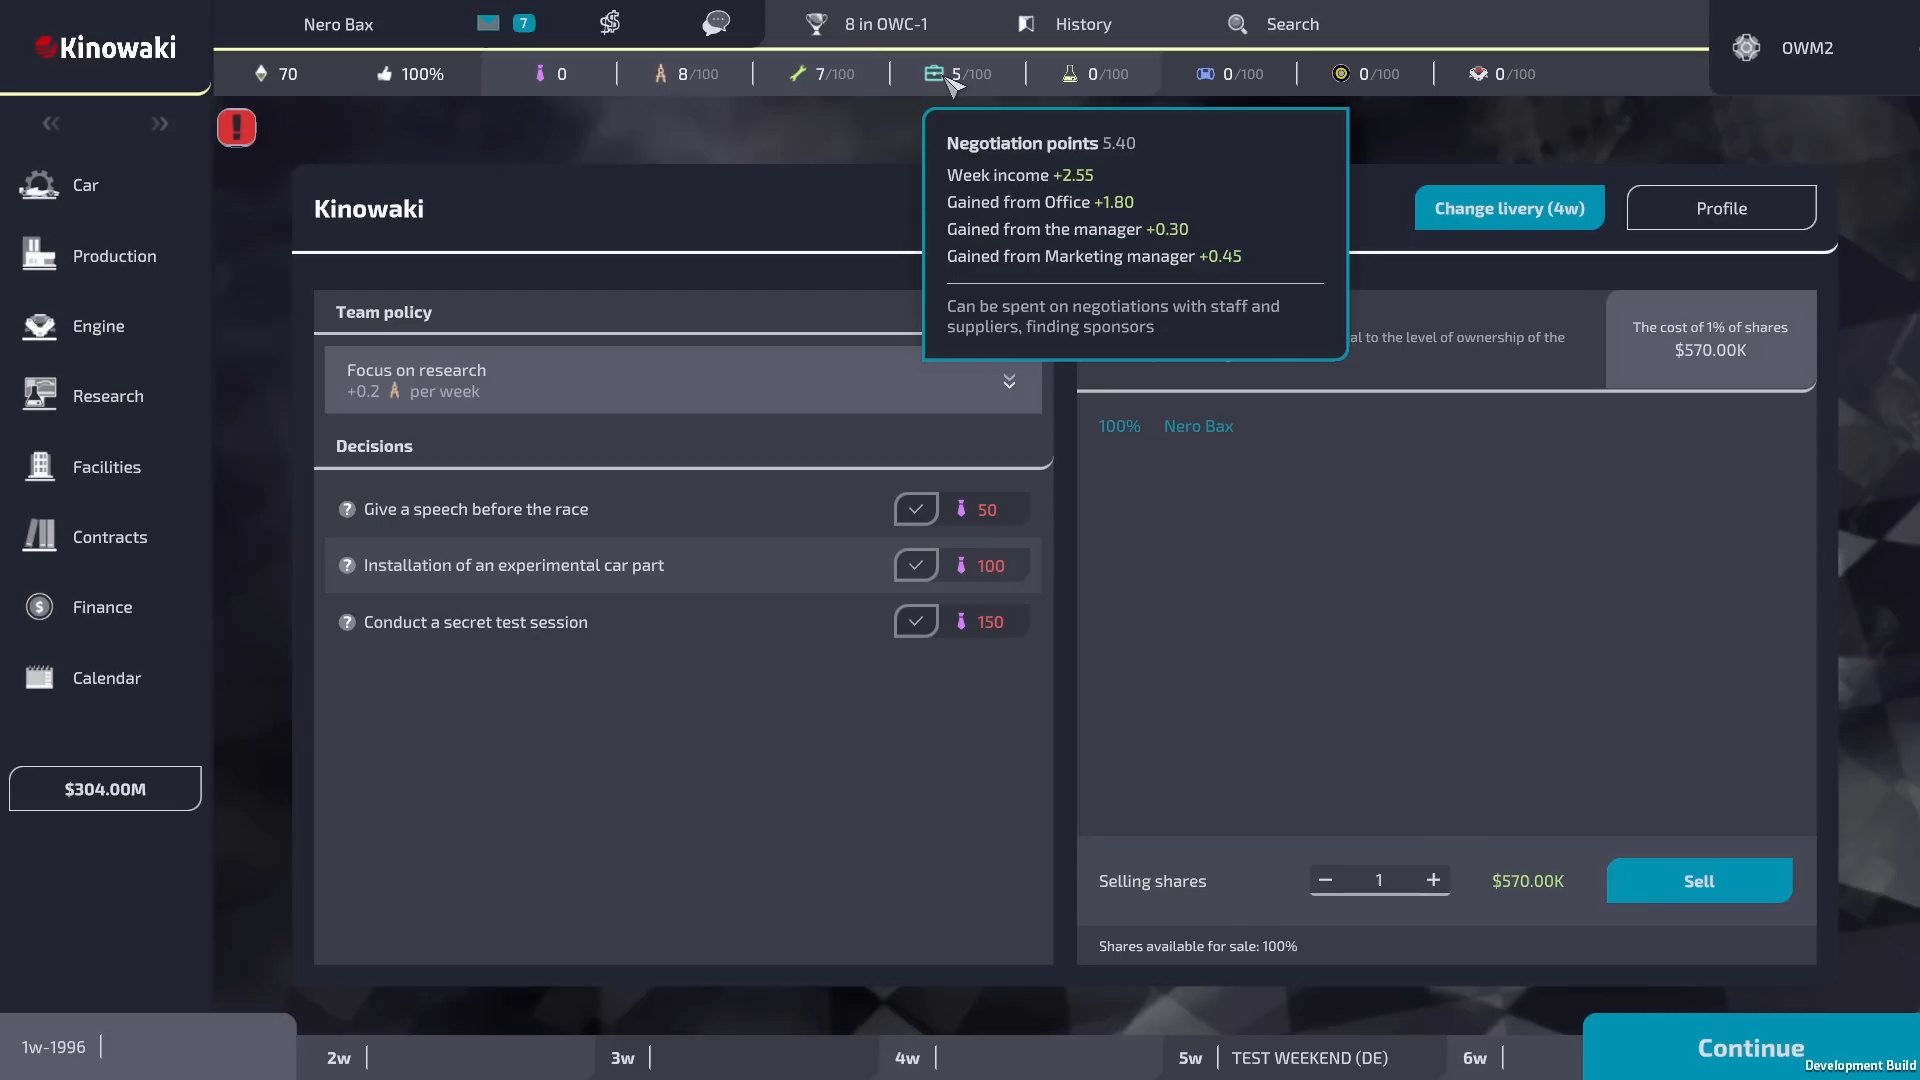 Kinowaki
Nero Bax
7
8 in OWC-1
History
Search
OWM2
70
100%
0
8/100
7/100
5/100
0/100
0/100
0/100
0/100
Negotiation points 5.40
Week income +2.55
Gained from Office +1.80
Gained from the manager +0.30
Gained from Marketing manager +0.45
Can be spent on negotiations with staff and
suppliers, finding sponsors
Car
Production
Engine
Research
Facilities
Contracts
Finance
Calendar
$304.00M
Kinowaki
Change livery (4w)
Profile
Team policy
Focus on research
+0.2 per week
Decisions
? Give a speech before the race
50
? Installation of an experimental car part
100
? Conduct a secret test session
150
al to the level of ownership of the
The cost of 1% of shares
$570.00K
100% Nero Bax
Selling shares
− 1 +
$570.00K
Sell
Shares available for sale: 100%
1w-1996
2w
3w
4w
5w TEST WEEKEND (DE)
6w
Continue
Development Build